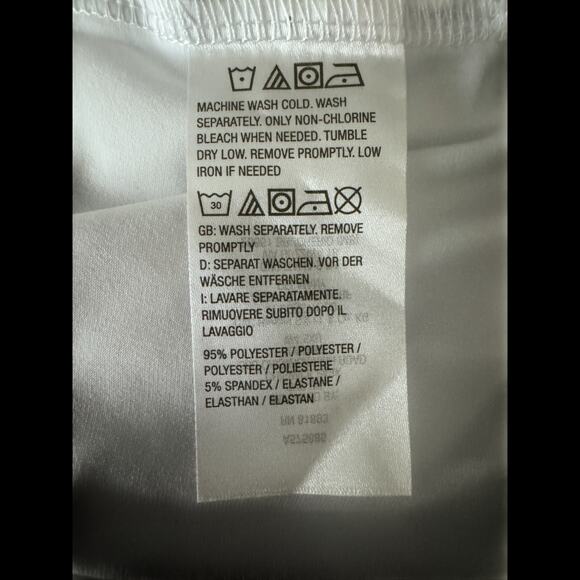 MACHINE WASH COLD. WASH
SEPARATELY. ONLY NON-CHLORINE
BLEACH WHEN NEEDED. TUMBLE
DRY LOW. REMOVE PROMPTLY. LOW
IRON IF NEEDED
30
GB: WASH SEPARATELY. REMOVE
PROMPTLY
D: SEPARAT WASCHEN. VOR DER
WÄSCHE ENTFERNEN
I: LAVARE SEPARATAMENTE.
RIMUOVERE SUBITO DOPO IL
LAVAGGIO
95% POLYESTER / POLYESTER /
POLYESTER / POLIESTERE
5% SPANDEX / ELASTANE /
ELASTHAN / ELASTAN